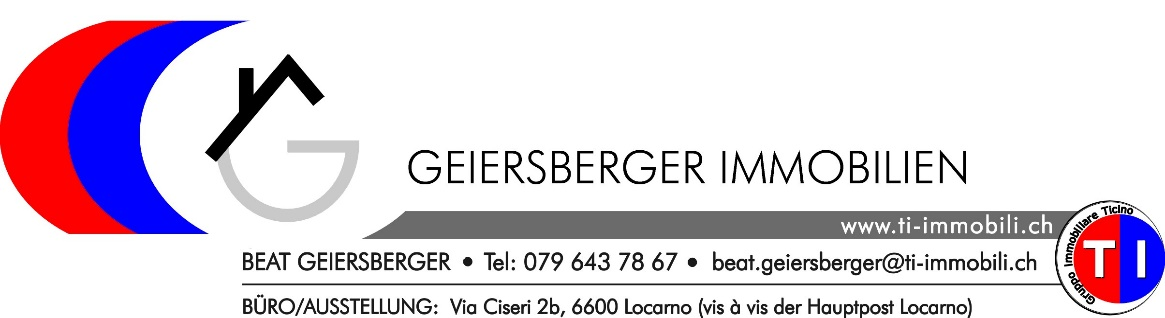 G
GEIERSBERGER IMMOBILIEN
www.ti-immobili.ch
Gruppo Immobiliare Ticino
TI
BEAT GEIERSBERGER • Tel: 079 643 78 67 • beat.geiersberger@ti-immobili.ch
BÜRO/AUSSTELLUNG: Via Ciseri 2b, 6600 Locarno (vis à vis der Hauptpost Locarno)